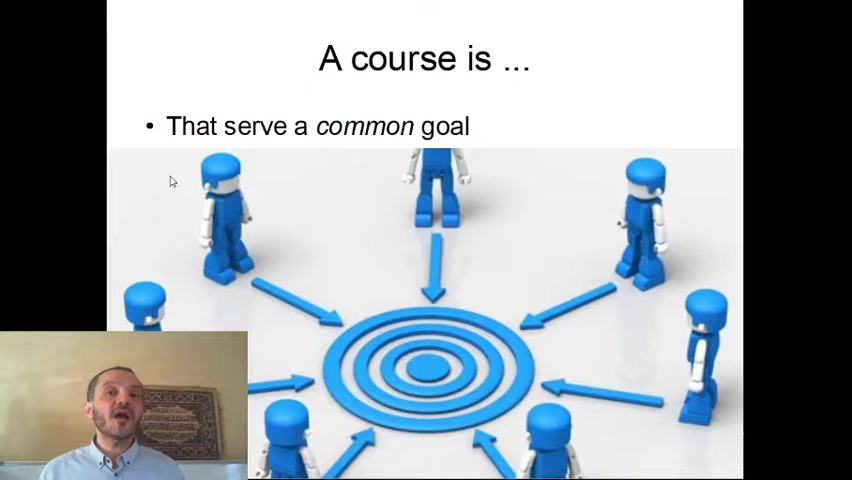 A course is ...
• That serve a common goal